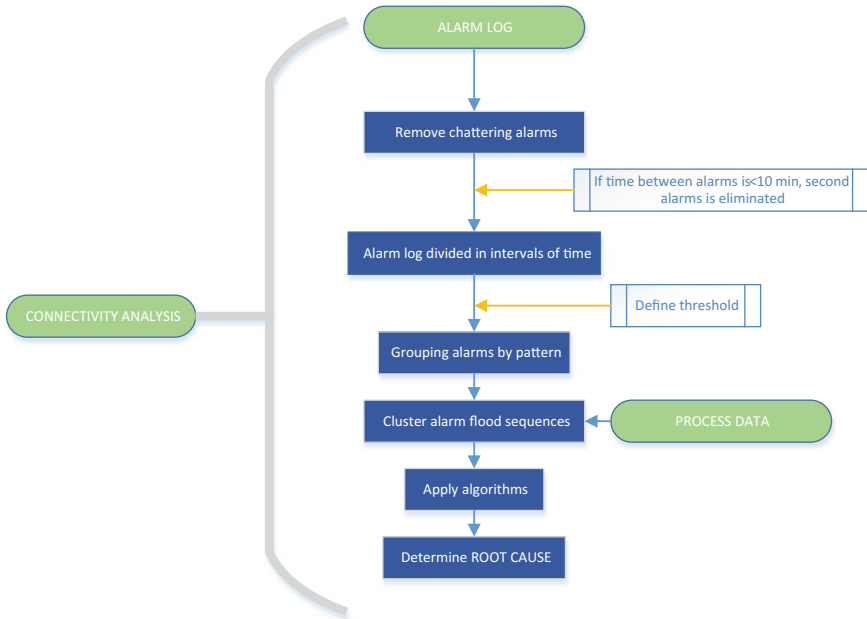 ALARM LOG
Remove chattering alarms
If time between alarms is<10 min, second
alarms is eliminated
Alarm log divided in intervals of time
Define threshold
CONNECTIVITY ANALYSIS
Grouping alarms by pattern
Cluster alarm flood sequences
PROCESS DATA
Apply algorithms
Determine ROOT CAUSE